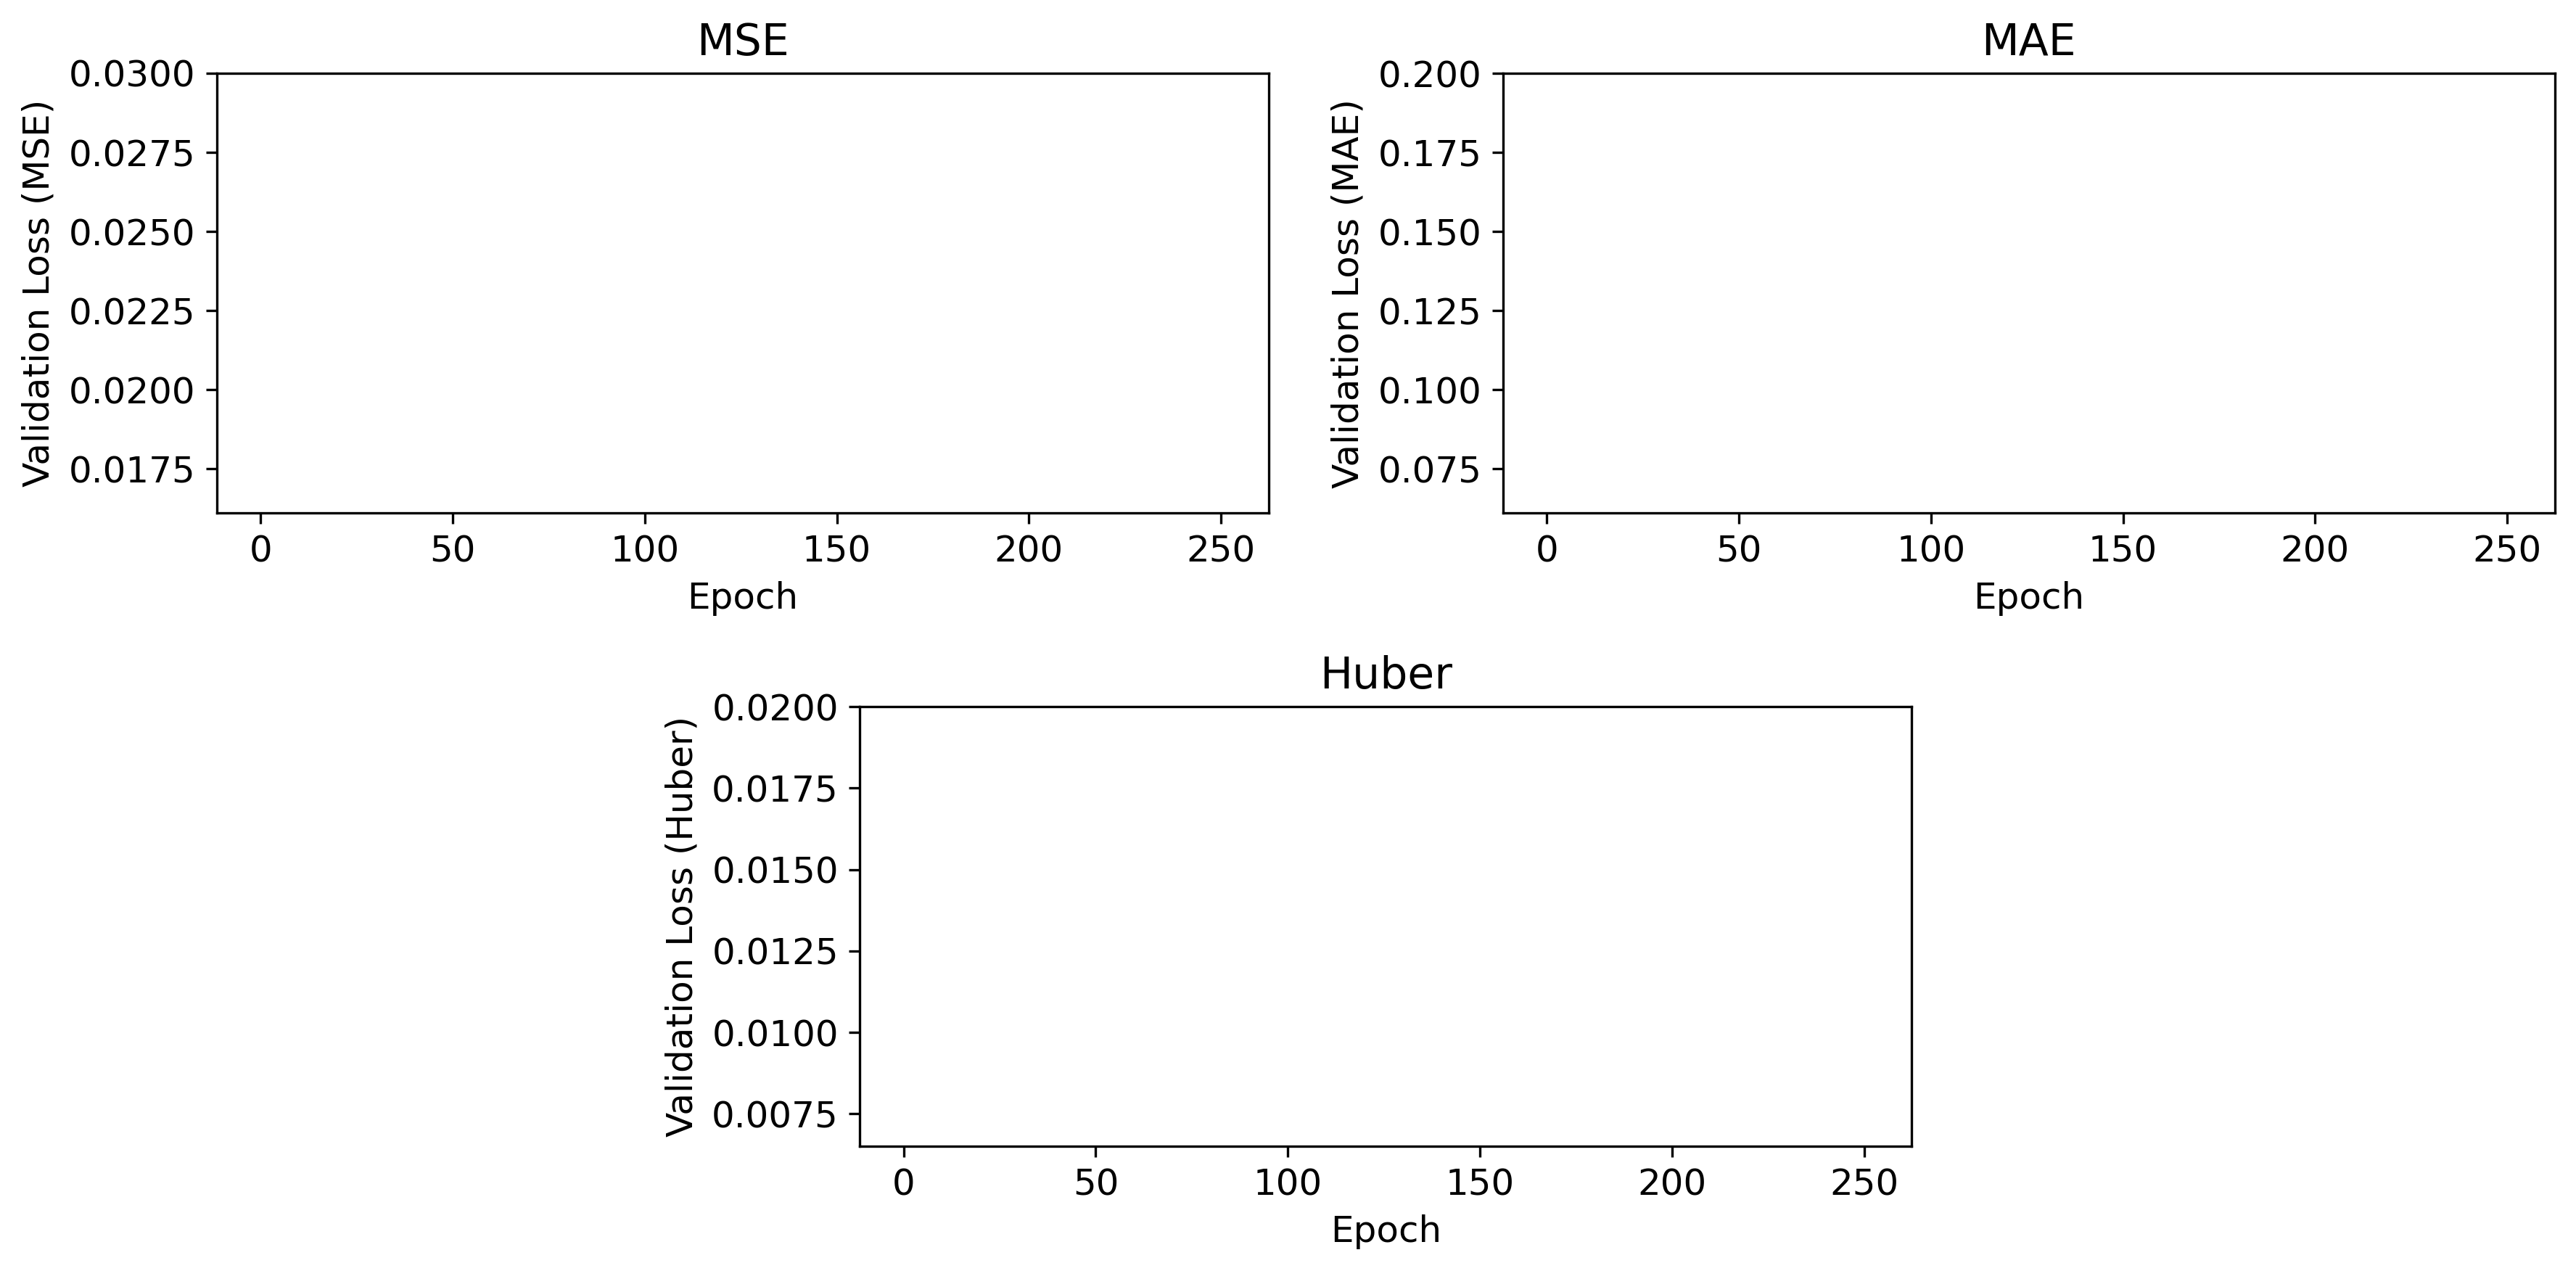 MSE
Validation Loss (MSE)
0.0300
0.0275
0.0250
0.0225
0.0200
0.0175
0 50 100 150 200 250
Epoch
MAE
Validation Loss (MAE)
0.200
0.175
0.150
0.125
0.100
0.075
0 50 100 150 200 250
Epoch
Huber
Validation Loss (Huber)
0.0200
0.0175
0.0150
0.0125
0.0100
0.0075
0 50 100 150 200 250
Epoch